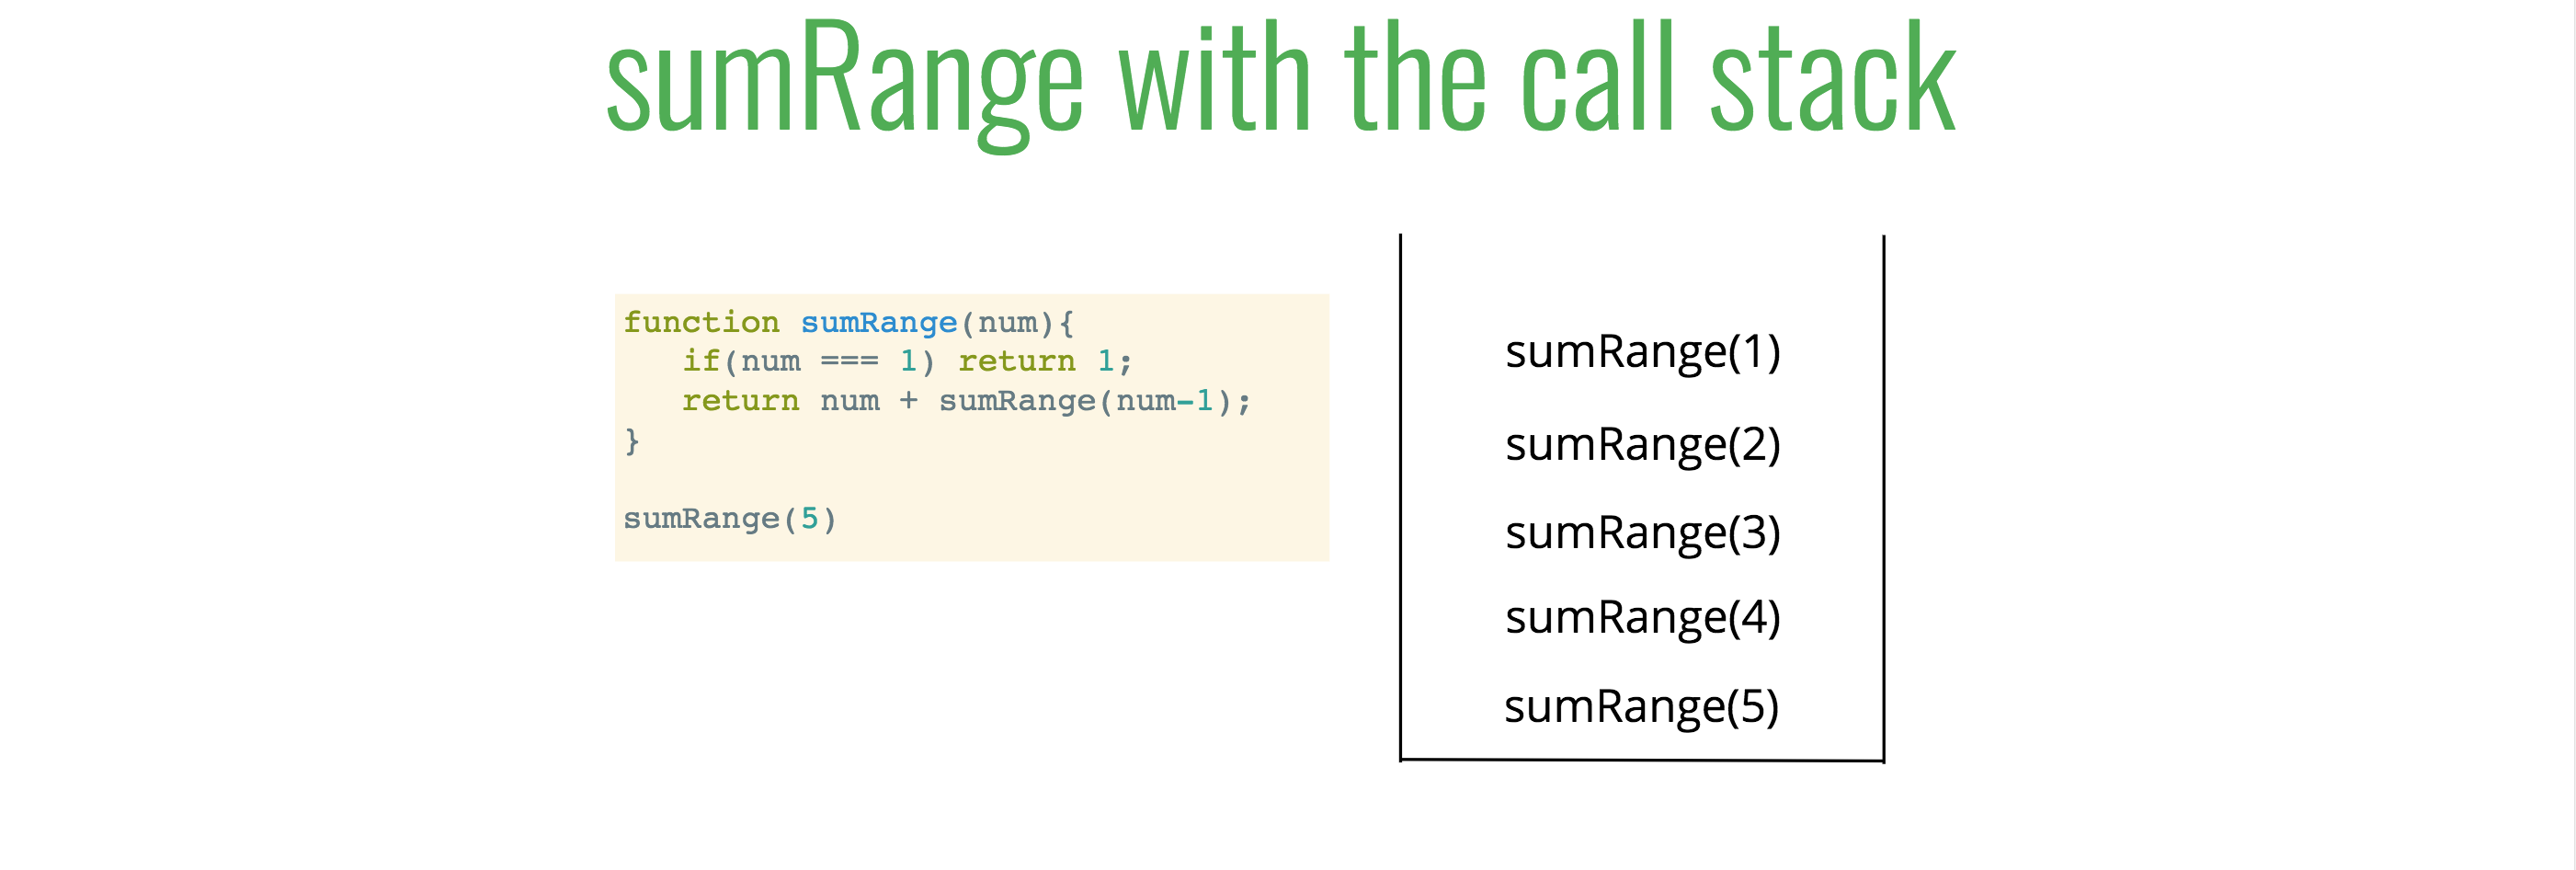 sumRange with the call stack
function sumRange(num){
   if(num === 1) return 1;
   return num + sumRange(num-1);
}
sumRange(5)
sumRange(1)
sumRange(2)
sumRange(3)
sumRange(4)
sumRange(5)